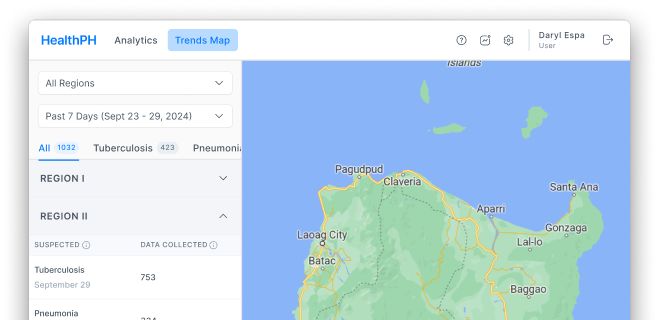 HealthPH Analytics Trends Map Daryl Espa
User
All Regions
Past 7 Days (Sept 23 - 29, 2024)
All 1032 Tuberculosis 423
REGION I
REGION II
SUSPECTED DATA COLLECTED
Tuberculosis
September 29
753
Pneumonia
Islands
Pagudpud
Claveria
Santa Ana
Aparri
Gonzaga
Laoag City
Lal-lo
Batac
Baggao